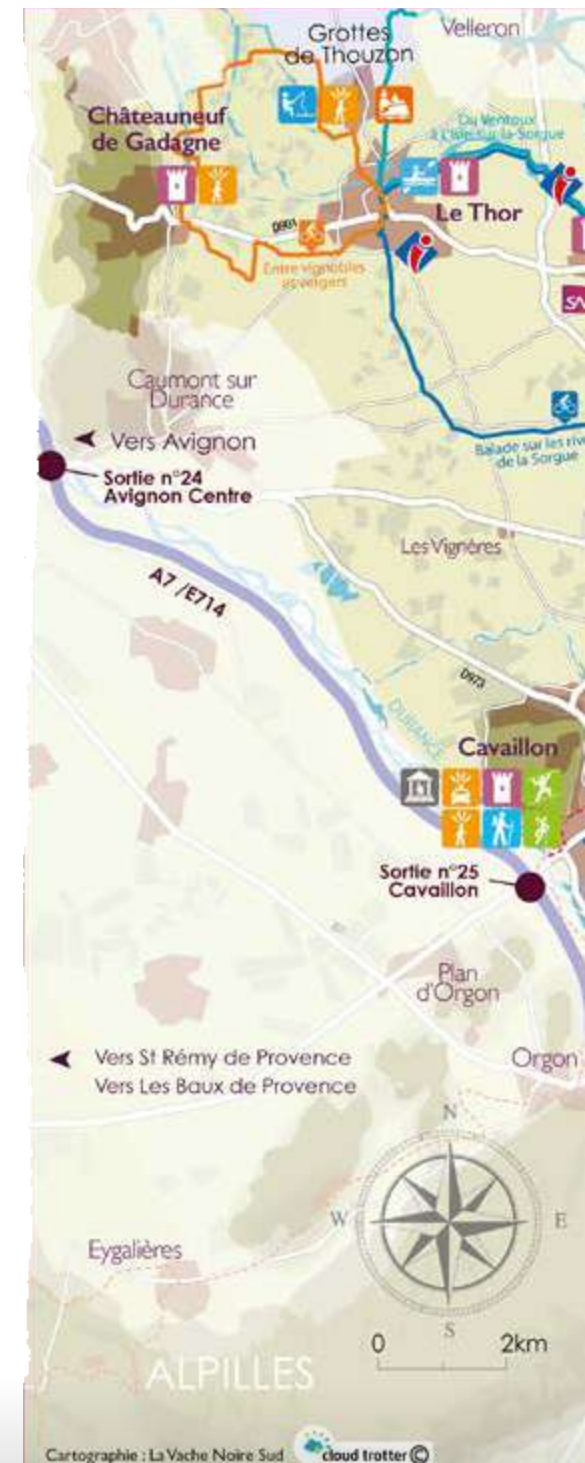 Grottes
de Thouzon
Velleron
Châteauneuf
de Gadagne
Du Ventoux
à L'Isle sur la Sorgue
Le Thor
D901
Entre vignobles
et vergers
Caumont sur
Durance
Vers Avignon
Sortie n°24
Avignon Centre
Balade sur les
de la Sorgue
Les Vignères
A7 /E714
D973
DURANCE
Cavaillon
Sortie n°25
Cavaillon
Plan
d'Orgon
Vers St Rémy de Provence
Vers Les Baux de Provence
Orgon
N
W
E
S
Eygalières
0
2km
ALPILLES
Cartographie : La Vache Noire Sud
cloud trotter ©